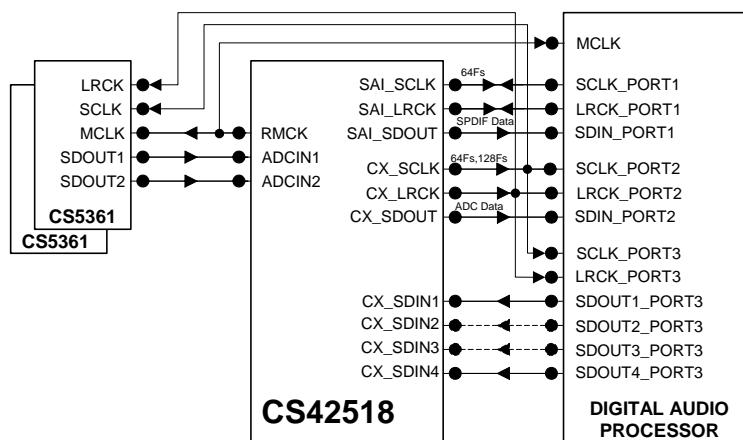 LRCK
SCLK
MCLK
SDOUT1
SDOUT2
CS5361
CS5361
RMCK
ADCIN1
ADCIN2
SAI_SCLK
SAI_LRCK
SAI_SDOUT
CX_SCLK
CX_LRCK
CX_SDOUT
CX_SDIN1
CX_SDIN2
CX_SDIN3
CX_SDIN4
CS42518
64Fs
SPDIF Data
64Fs,128Fs
ADC Data
MCLK
SCLK_PORT1
LRCK_PORT1
SDIN_PORT1
SCLK_PORT2
LRCK_PORT2
SDIN_PORT2
SCLK_PORT3
LRCK_PORT3
SDOUT1_PORT3
SDOUT2_PORT3
SDOUT3_PORT3
SDOUT4_PORT3
DIGITAL AUDIO
PROCESSOR